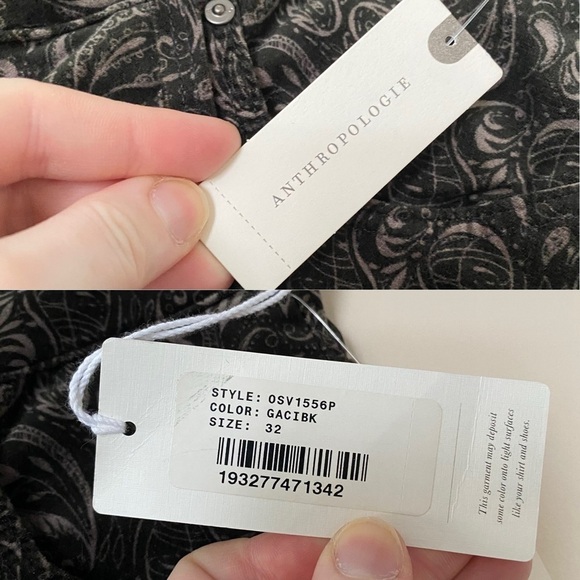 ANTHROPOLOGIE
STYLE: OSV1556P
COLOR: GACIBK
SIZE: 32
193277471342
This garment may deposit
some color onto light surfaces
like your shirt and shoes.